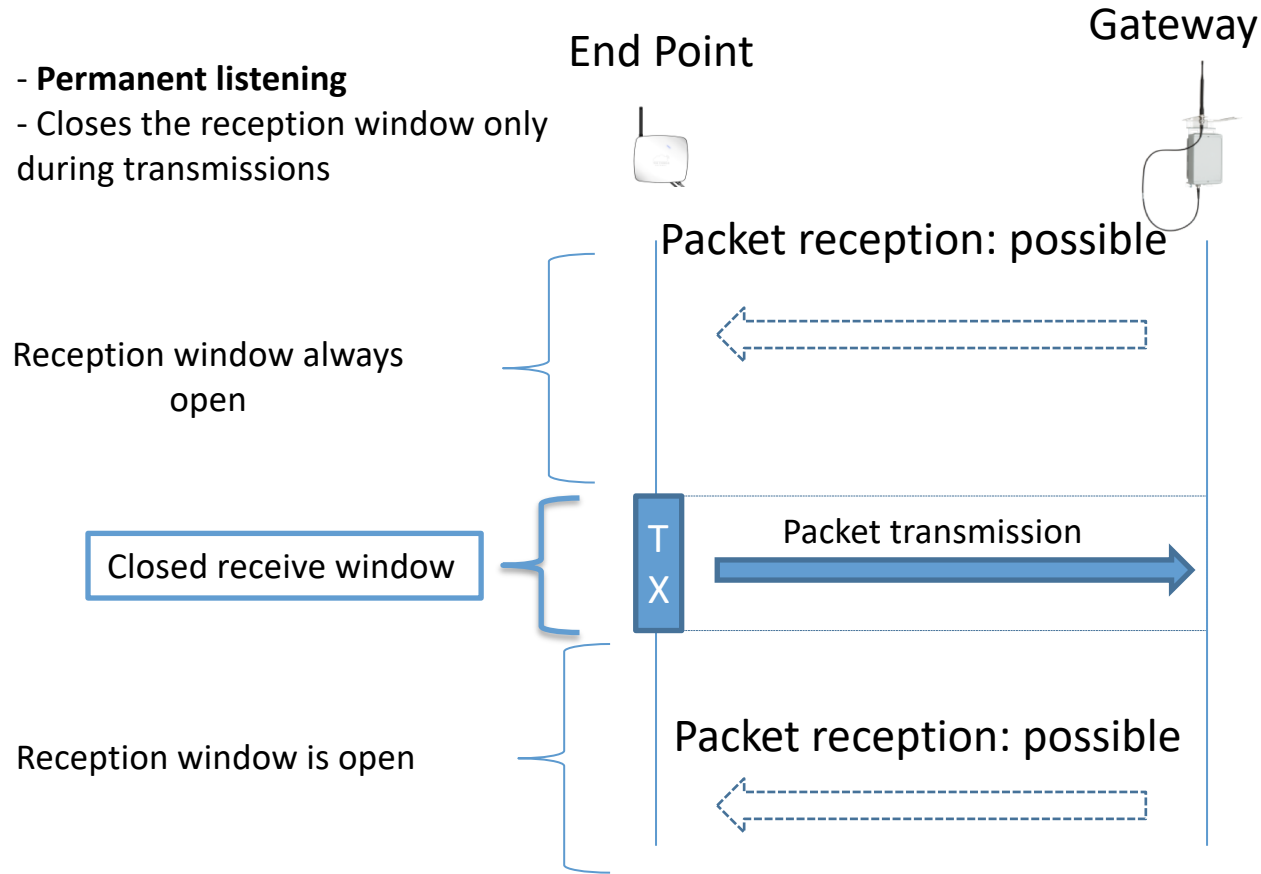 Gateway
End Point
- Permanent listening
- Closes the reception window only
during transmissions
Packet reception: possible
Reception window always
open
T
X
Packet transmission
Closed receive window
Packet reception: possible
Reception window is open